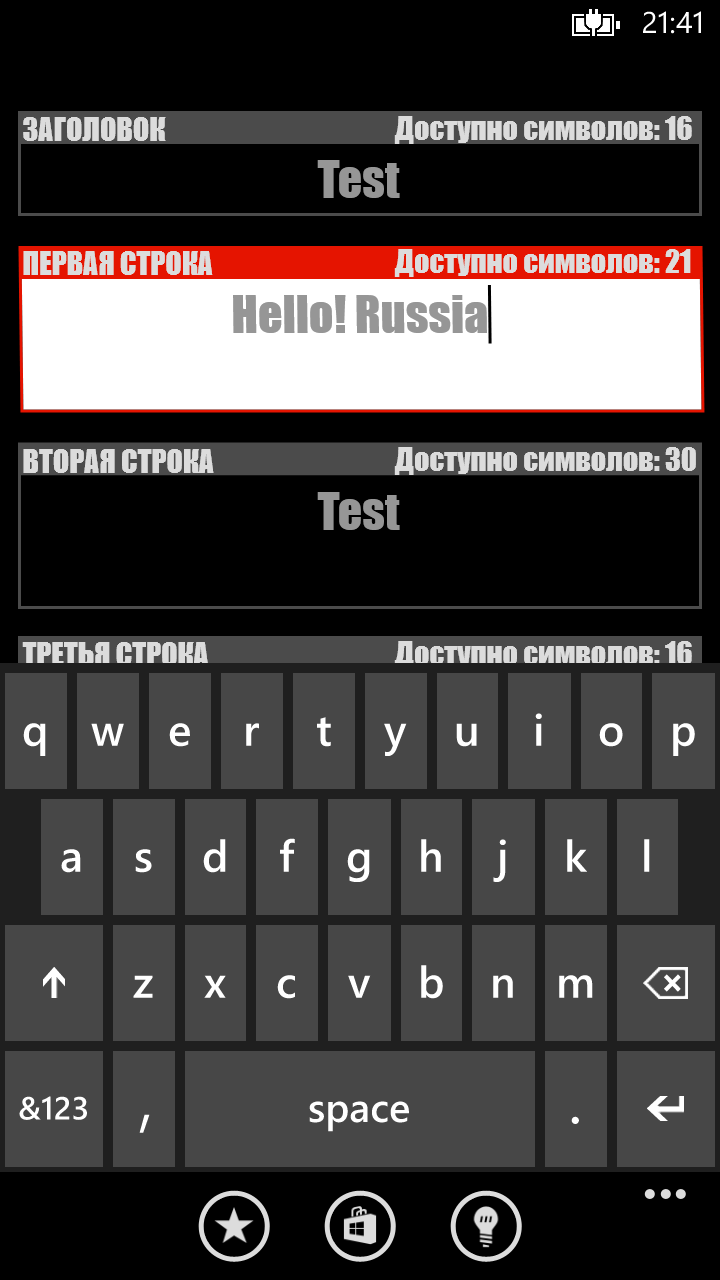 21:41
ЗАГОЛОВОК Доступно символов: 16
Test
ПЕРВАЯ СТРОКА Доступно символов: 21
Hello! Russia
ВТОРАЯ СТРОКА Доступно символов: 30
Test
ТРЕТЬЯ СТРОКА Доступно символов: 16
q w e r t y u i o p
a s d f g h j k l
z x c v b n m
&123 , space .